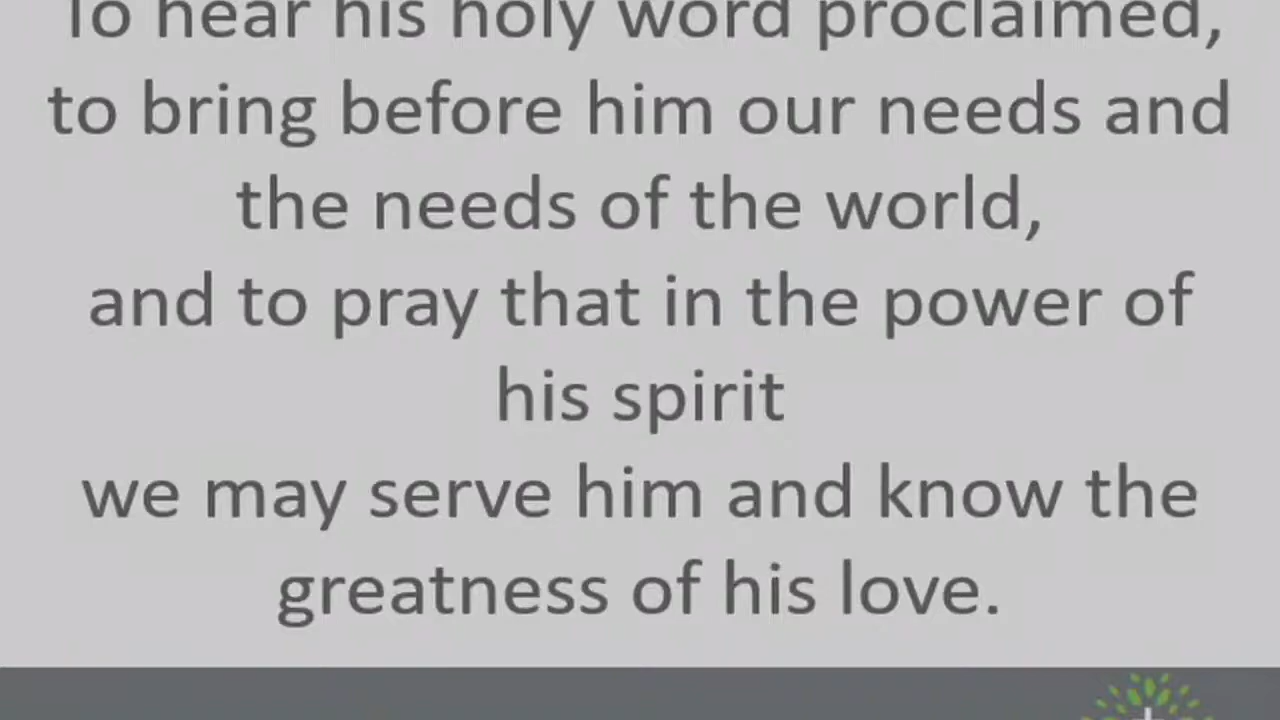 To hear his holy word proclaimed,
to bring before him our needs and
the needs of the world,
and to pray that in the power of
his spirit
we may serve him and know the
greatness of his love.